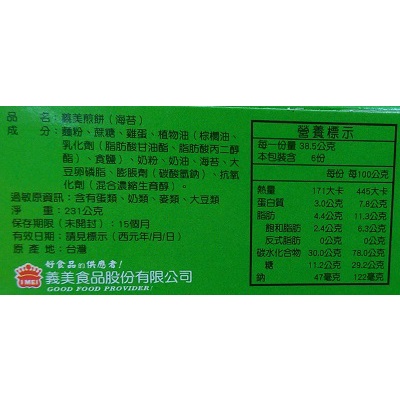 品名：義美煎餅（海苔）
成分：麵粉、蔗糖、雞蛋、植物油（棕櫚油、
乳化劑（脂肪酸甘油酯、脂肪酸丙二醇
酯）、食鹽）、奶粉、奶油、海苔、大
豆卵磷脂、膨脹劑（碳酸氫鈉）、抗氧
化劑（混合濃縮生育醇）。
過敏原資訊：含有蛋類、奶類、麥類、大豆類
淨重：231公克
保存期限（未開封）：15個月
有效日期：請見標示（西元年/月/日）
原產地：台灣
好食品的供應者！
I MEI
義美食品股份有限公司
GOOD FOOD PROVIDER!
營養標示
每一份量 38.5公克
本包裝含 6份
每份 每100公克
熱量 171大卡 445大卡
蛋白質 3.0公克 7.8公克
脂肪 4.4公克 11.3公克
飽和脂肪 2.4公克 6.3公克
反式脂肪 0公克 0公克
碳水化合物 30.0公克 78.0公克
糖 11.2公克 29.2公克
鈉 47毫克 122毫克